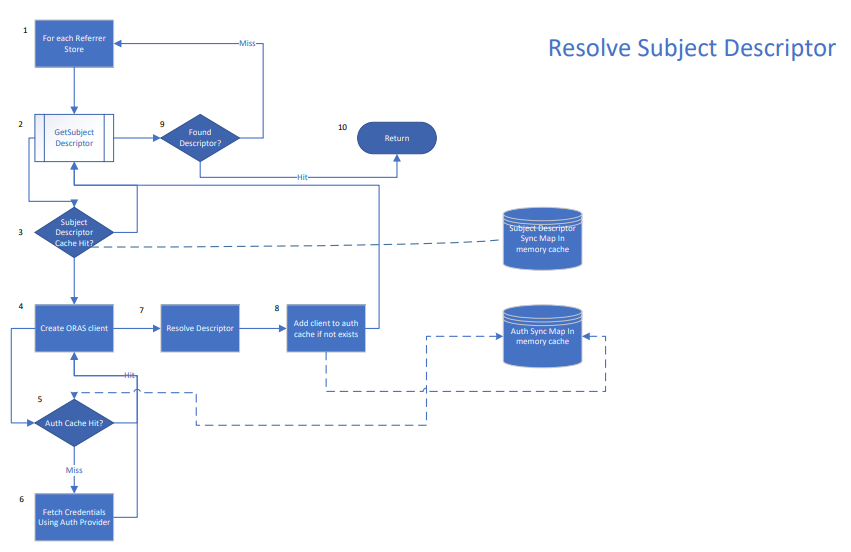 Resolve Subject Descriptor
1
For each Referrer
Store
Miss
2
GetSubject
Descriptor
9
Found
Descriptor?
10
Return
Hit
3
Subject
Descriptor
Cache Hit?
Subject Descriptor
Sync Map In
memory cache
4
Create ORAS client
7
Resolve Descriptor
8
Add client to auth
cache if not exists
Auth Sync Map In
memory cache
Hit
5
Auth Cache Hit?
Miss
6
Fetch Credentials
Using Auth Provider